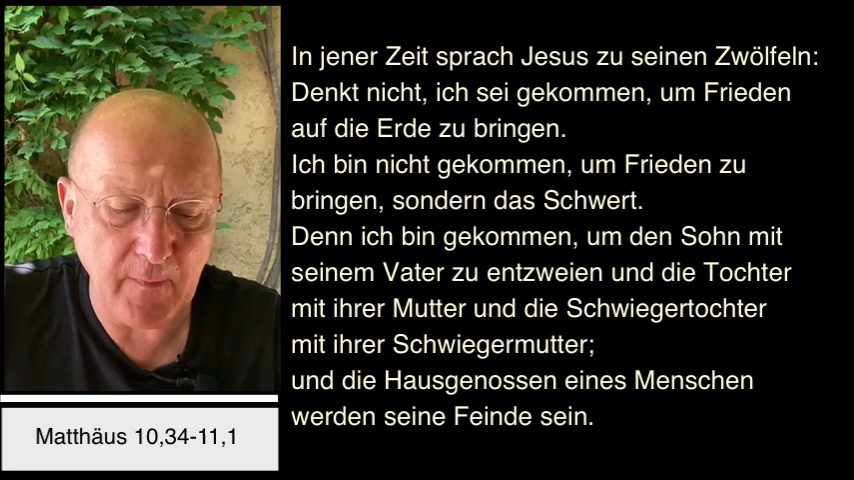 In jener Zeit sprach Jesus zu seinen Zwölfeln:
Denkt nicht, ich sei gekommen, um Frieden
auf die Erde zu bringen.
Ich bin nicht gekommen, um Frieden zu
bringen, sondern das Schwert.
Denn ich bin gekommen, um den Sohn mit
seinem Vater zu entzweien und die Tochter
mit ihrer Mutter und die Schwiegertochter
mit ihrer Schwiegermutter;
und die Hausgenossen eines Menschen
werden seine Feinde sein.
Matthäus 10,34-11,1